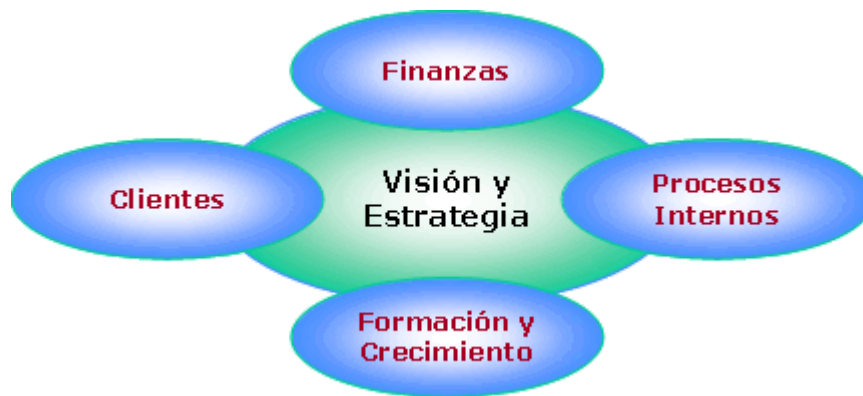 Finanzas
Clientes
Visión y
Estrategia
Procesos
Internos
Formación y
Crecimiento